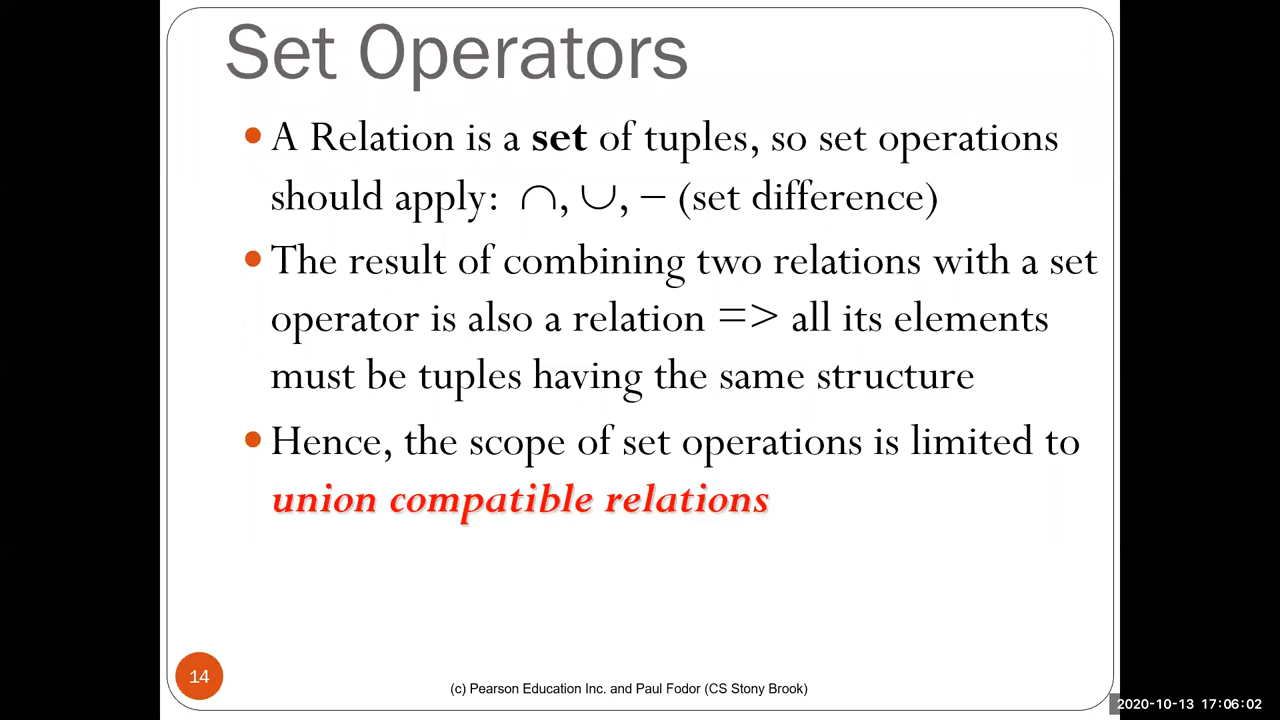 Set Operators
• A Relation is a set of tuples, so set operations
should apply: ∩, ∪, – (set difference)
• The result of combining two relations with a set
operator is also a relation => all its elements
must be tuples having the same structure
• Hence, the scope of set operations is limited to
union compatible relations
14
(c) Pearson Education Inc. and Paul Fodor (CS Stony Brook)
2020-10-13 17:06:02